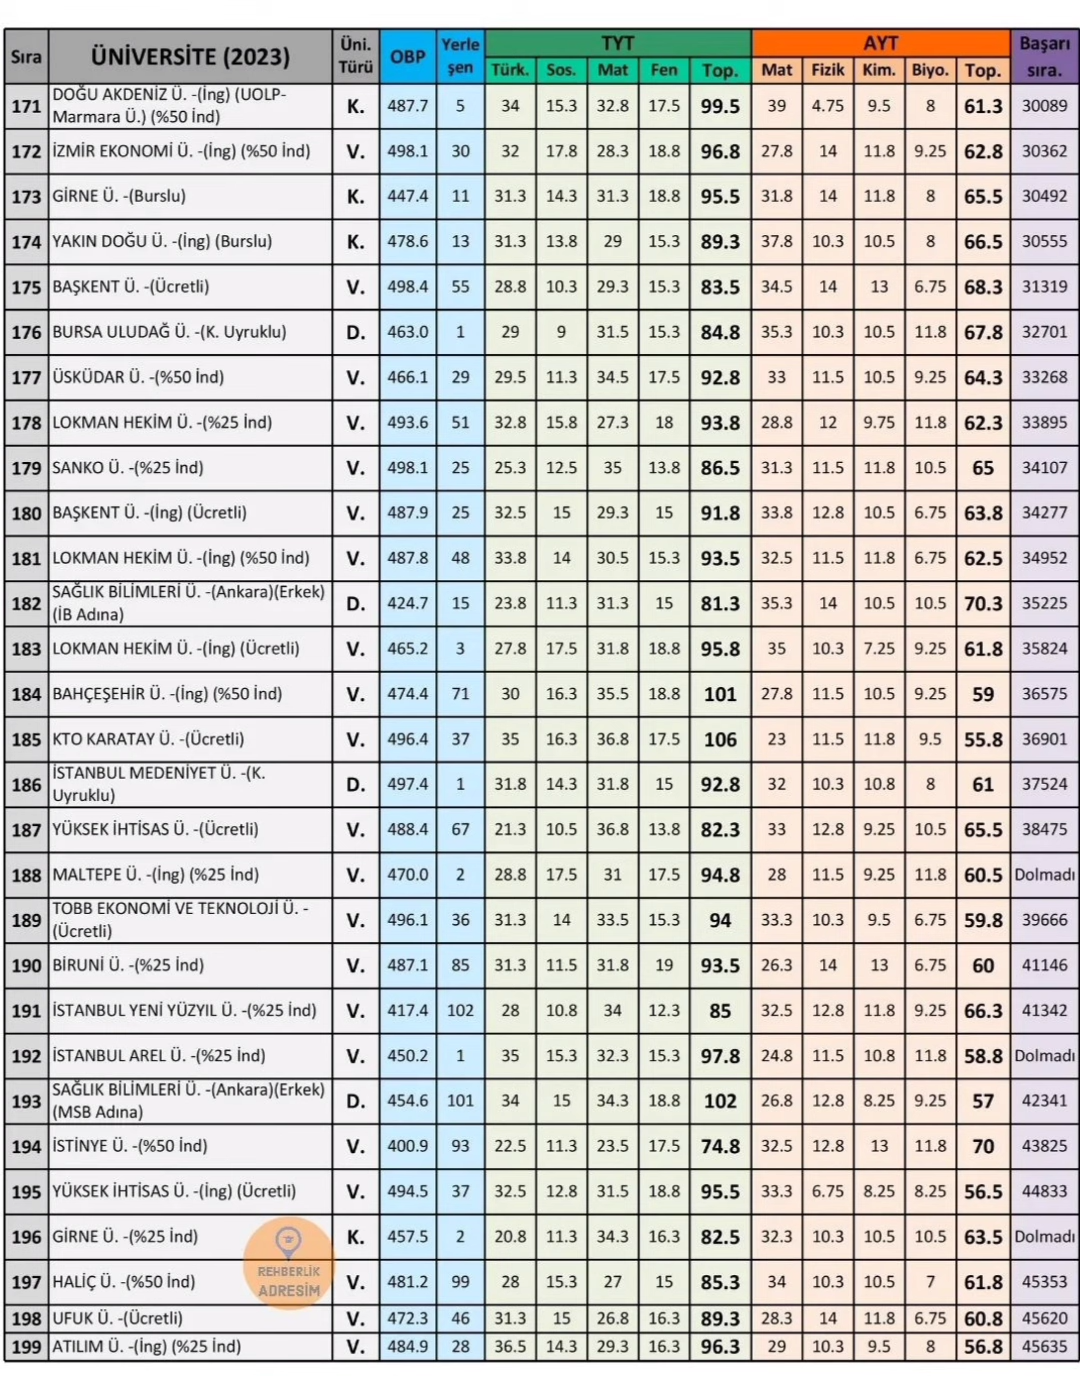 Sıra ÜNİVERSİTE (2023) Üni. Türü OBP Yerle şen TYT AYT Başarı sıra.
Türk. Sos. Mat Fen Top. Mat Fizik Kim. Biyo. Top.
171 DOĞU AKDENİZ Ü. -(İng) (UOLP-
Marmara Ü.) (%50 İnd) K. 487.7 5 34 15.3 32.8 17.5 99.5 39 4.75 9.5 8 61.3 30089
172 İZMİR EKONOMİ Ü. -(İng) (%50 İnd) V. 498.1 30 32 17.8 28.3 18.8 96.8 27.8 14 11.8 9.25 62.8 30362
173 GİRNE Ü. -(Burslu) K. 447.4 11 31.3 14.3 31.3 18.8 95.5 31.8 14 11.8 8 65.5 30492
174 YAKIN DOĞU Ü. -(İng) (Burslu) K. 478.6 13 31.3 13.8 29 15.3 89.3 37.8 10.3 10.5 8 66.5 30555
175 BAŞKENT Ü. -(Ücretli) V. 498.4 55 28.8 10.3 29.3 15.3 83.5 34.5 14 13 6.75 68.3 31319
176 BURSA ULUDAĞ Ü. -(K. Uyruklu) D. 463.0 1 29 9 31.5 15.3 84.8 35.3 10.3 10.5 11.8 67.8 32701
177 ÜSKÜDAR Ü. -(%50 İnd) V. 466.1 29 29.5 11.3 34.5 17.5 92.8 33 11.5 10.5 9.25 64.3 33268
178 LOKMAN HEKİM Ü. -(%25 İnd) V. 493.6 51 32.8 15.8 27.3 18 93.8 28.8 12 9.75 11.8 62.3 33895
179 SANKO Ü. -(%25 İnd) V. 498.1 25 25.3 12.5 35 13.8 86.5 31.3 11.5 11.8 10.5 65 34107
180 BAŞKENT Ü. -(İng) (Ücretli) V. 487.9 25 32.5 15 29.3 15 91.8 33.8 12.8 10.5 6.75 63.8 34277
181 LOKMAN HEKİM Ü. -(İng) (%50 İnd) V. 487.8 48 33.8 14 30.5 15.3 93.5 32.5 11.5 11.8 6.75 62.5 34952
182 SAĞLIK BİLİMLERİ Ü. -(Ankara)(Erkek)
(İB Adına) D. 424.7 15 23.8 11.3 31.3 15 81.3 35.3 14 10.5 10.5 70.3 35225
183 LOKMAN HEKİM Ü. -(İng) (Ücretli) V. 465.2 3 27.8 17.5 31.8 18.8 95.8 35 10.3 7.25 9.25 61.8 35824
184 BAHÇEŞEHİR Ü. -(İng) (%50 İnd) V. 474.4 71 30 16.3 35.5 18.8 101 27.8 11.5 10.5 9.25 59 36575
185 KTO KARATAY Ü. -(Ücretli) V. 496.4 37 35 16.3 36.8 17.5 106 23 11.5 11.8 9.5 55.8 36901
186 İSTANBUL MEDENİYET Ü. -(K.
Uyruklu) D. 497.4 1 31.8 14.3 31.8 15 92.8 32 10.3 10.8 8 61 37524
187 YÜKSEK İHTİSAS Ü. -(Ücretli) V. 488.4 67 21.3 10.5 36.8 13.8 82.3 33 12.8 9.25 10.5 65.5 38475
188 MALTEPE Ü. -(İng) (%25 İnd) V. 470.0 2 28.8 17.5 31 17.5 94.8 28 11.5 9.25 11.8 60.5 Dolmadı
189 TOBB EKONOMİ VE TEKNOLOJİ Ü. -
(Ücretli) V. 496.1 36 31.3 14 33.5 15.3 94 33.3 10.3 9.5 6.75 59.8 39666
190 BİRUNİ Ü. -(%25 İnd) V. 487.1 85 31.3 11.5 31.8 19 93.5 26.3 14 13 6.75 60 41146
191 İSTANBUL YENİ YÜZYIL Ü. -(%25 İnd) V. 417.4 102 28 10.8 34 12.3 85 32.5 12.8 11.8 9.25 66.3 41342
192 İSTANBUL AREL Ü. -(%25 İnd) V. 450.2 1 35 15.3 32.3 15.3 97.8 24.8 11.5 10.8 11.8 58.8 Dolmadı
193 SAĞLIK BİLİMLERİ Ü. -(Ankara)(Erkek)
(MSB Adına) D. 454.6 101 34 15 34.3 18.8 102 26.8 12.8 8.25 9.25 57 42341
194 İSTİNYE Ü. -(%50 İnd) V. 400.9 93 22.5 11.3 23.5 17.5 74.8 32.5 12.8 13 11.8 70 43825
195 YÜKSEK İHTİSAS Ü. -(İng) (Ücretli) V. 494.5 37 32.5 12.8 31.5 18.8 95.5 33.3 6.75 8.25 8.25 56.5 44833
196 GİRNE Ü. -(%25 İnd) K. 457.5 2 20.8 11.3 34.3 16.3 82.5 32.3 10.3 10.5 10.5 63.5 Dolmadı
197 HALİÇ Ü. -(%50 İnd) V. 481.2 99 28 15.3 27 15 85.3 34 10.3 10.5 7 61.8 45353
198 UFUK Ü. -(Ücretli) V. 472.3 46 31.3 15 26.8 16.3 89.3 28.3 14 11.8 6.75 60.8 45620
199 ATILIM Ü. -(İng) (%25 İnd) V. 484.9 28 36.5 14.3 29.3 16.3 96.3 29 10.3 9.5 8 56.8 45635
REHBERLİK
ADRESİM